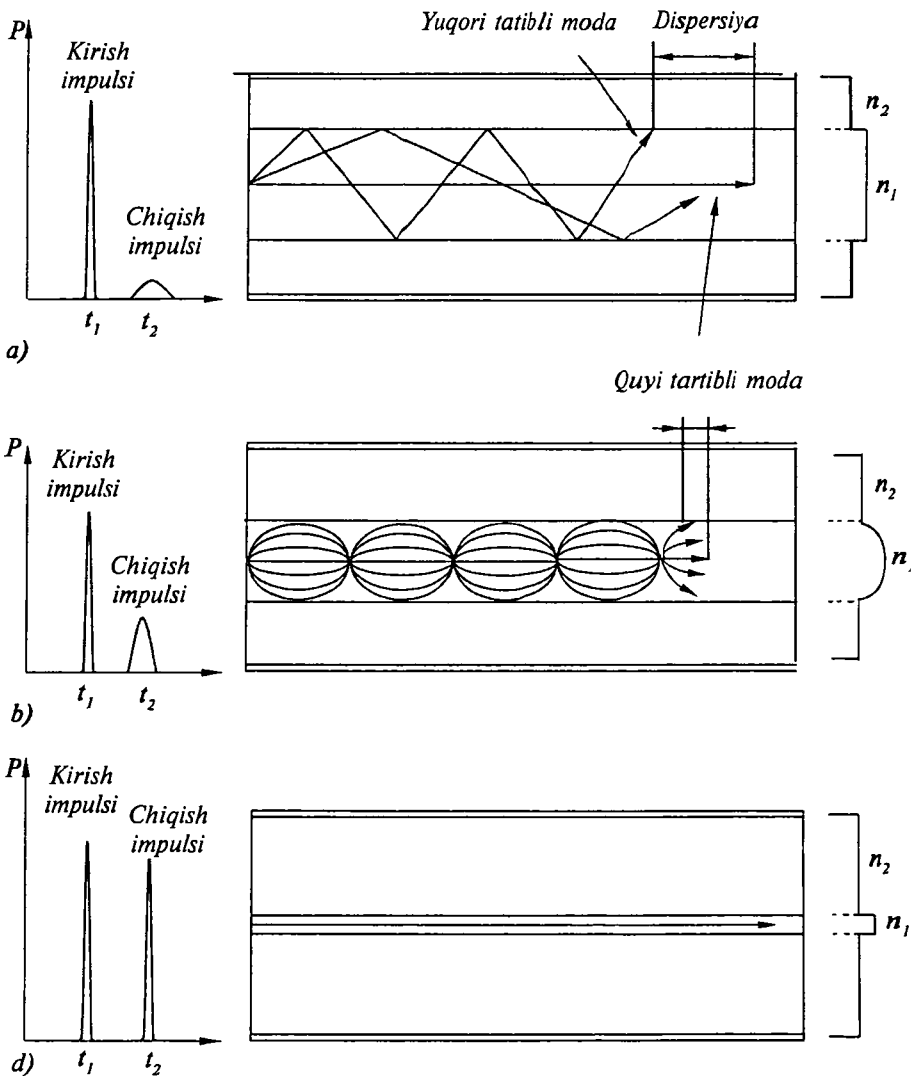 P
Kirish
impulsi
Chiqish
impulsi
t₁
t₂
a)
Yuqori tatibli moda
Dispersiya
n₂
n₁
Quyi tartibli moda
P
Kirish
impulsi
Chiqish
impulsi
t₁
t₂
b)
n₂
n₁
P
Kirish
impulsi
Chiqish
impulsi
t₁
t₂
d)
n₂
n₁